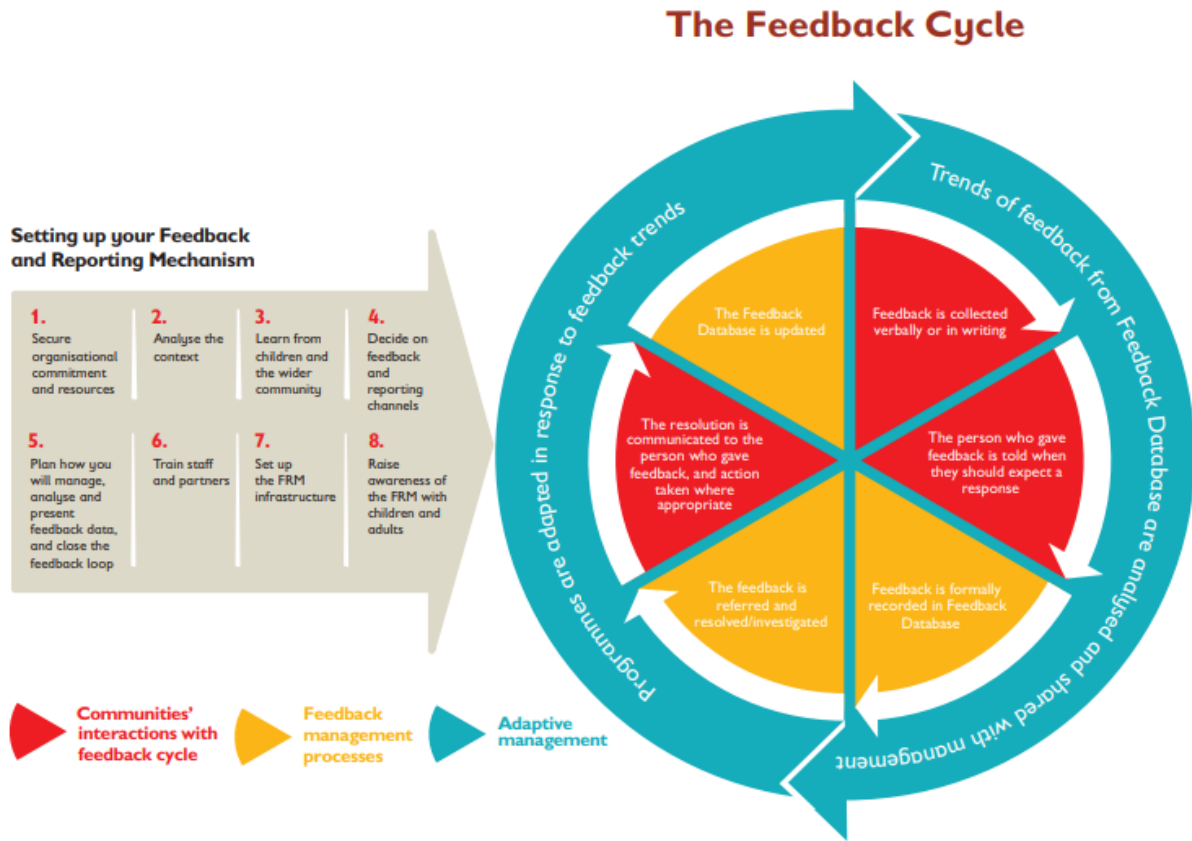 The Feedback Cycle
Setting up your Feedback
and Reporting Mechanism
1.
Secure
organisational
commitment
and resources
2.
Analyse the
context
3.
Learn from
children and
the wider
community
4.
Decide on
feedback
and
reporting
channels
5.
Plan how you
will manage,
analyse and
present
feedback data,
and close the
feedback loop
6.
Train staff
and partners
7.
Set up
the FRM
infrastructure
8.
Raise
awareness of
the FRM with
children and
adults
Trends of feedback from Feedback Database are analysed and shared with management
Programmes are adapted in response to feedback trends
Feedback is collected
verbally or in writing
The person who gave
feedback is told when
they should expect a
response
Feedback is formally
recorded in Feedback
Database
The feedback is
referred and
resolved/investigated
The resolution is
communicated to the
person who gave
feedback, and action
taken where
appropriate
The Feedback
Database is updated
Communities'
interactions with
feedback cycle
Feedback
management
processes
Adaptive
management